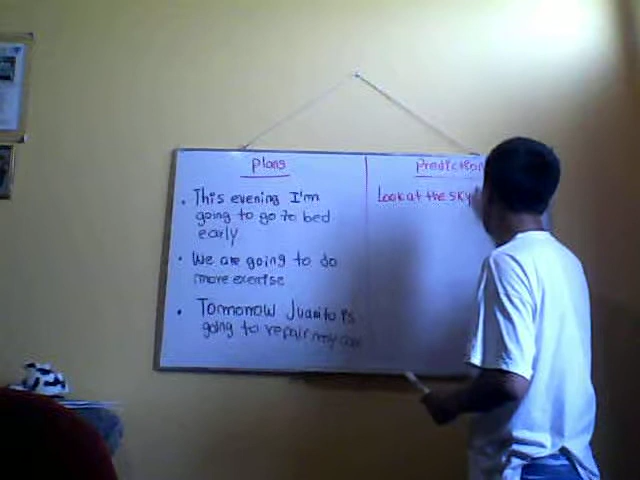 Plans
• This evening I'm
going to go to bed
early
• We are going to do
more exercise
• Tomorrow Juanito is
going to repair my car
Prediction
Look at the sky